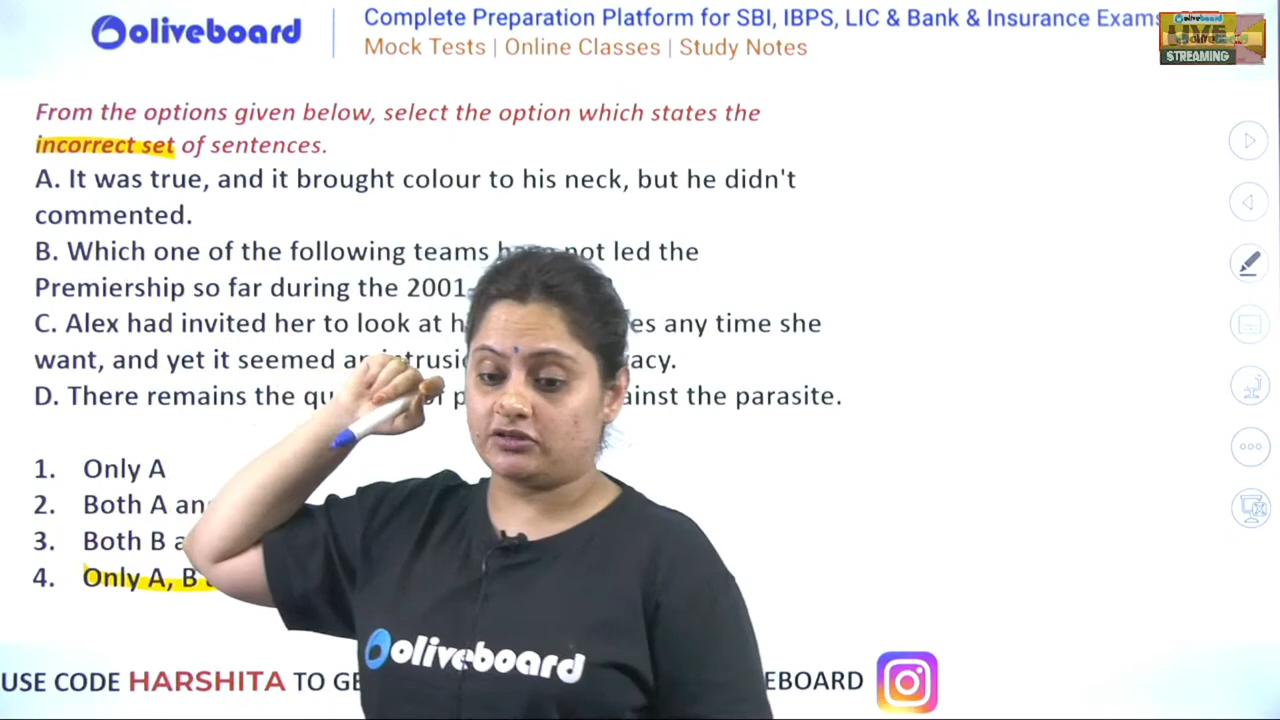 oliveboard
Complete Preparation Platform for SBI, IBPS, LIC & Bank & Insurance Exams
Mock Tests | Online Classes | Study Notes
oliveboard
LIVE
STREAMING
From the options given below, select the option which states the
incorrect set of sentences.
A. It was true, and it brought colour to his neck, but he didn't
commented.
B. Which one of the following teams not led the
Premiership so far during the 2001-
C. Alex had invited her to look at any time she
want, and yet it seemed
D. There remains the against the parasite.
1. Only A
2. Both A
3. Both B
4. Only A, B
oliveboard
USE CODE HARSHITA TO